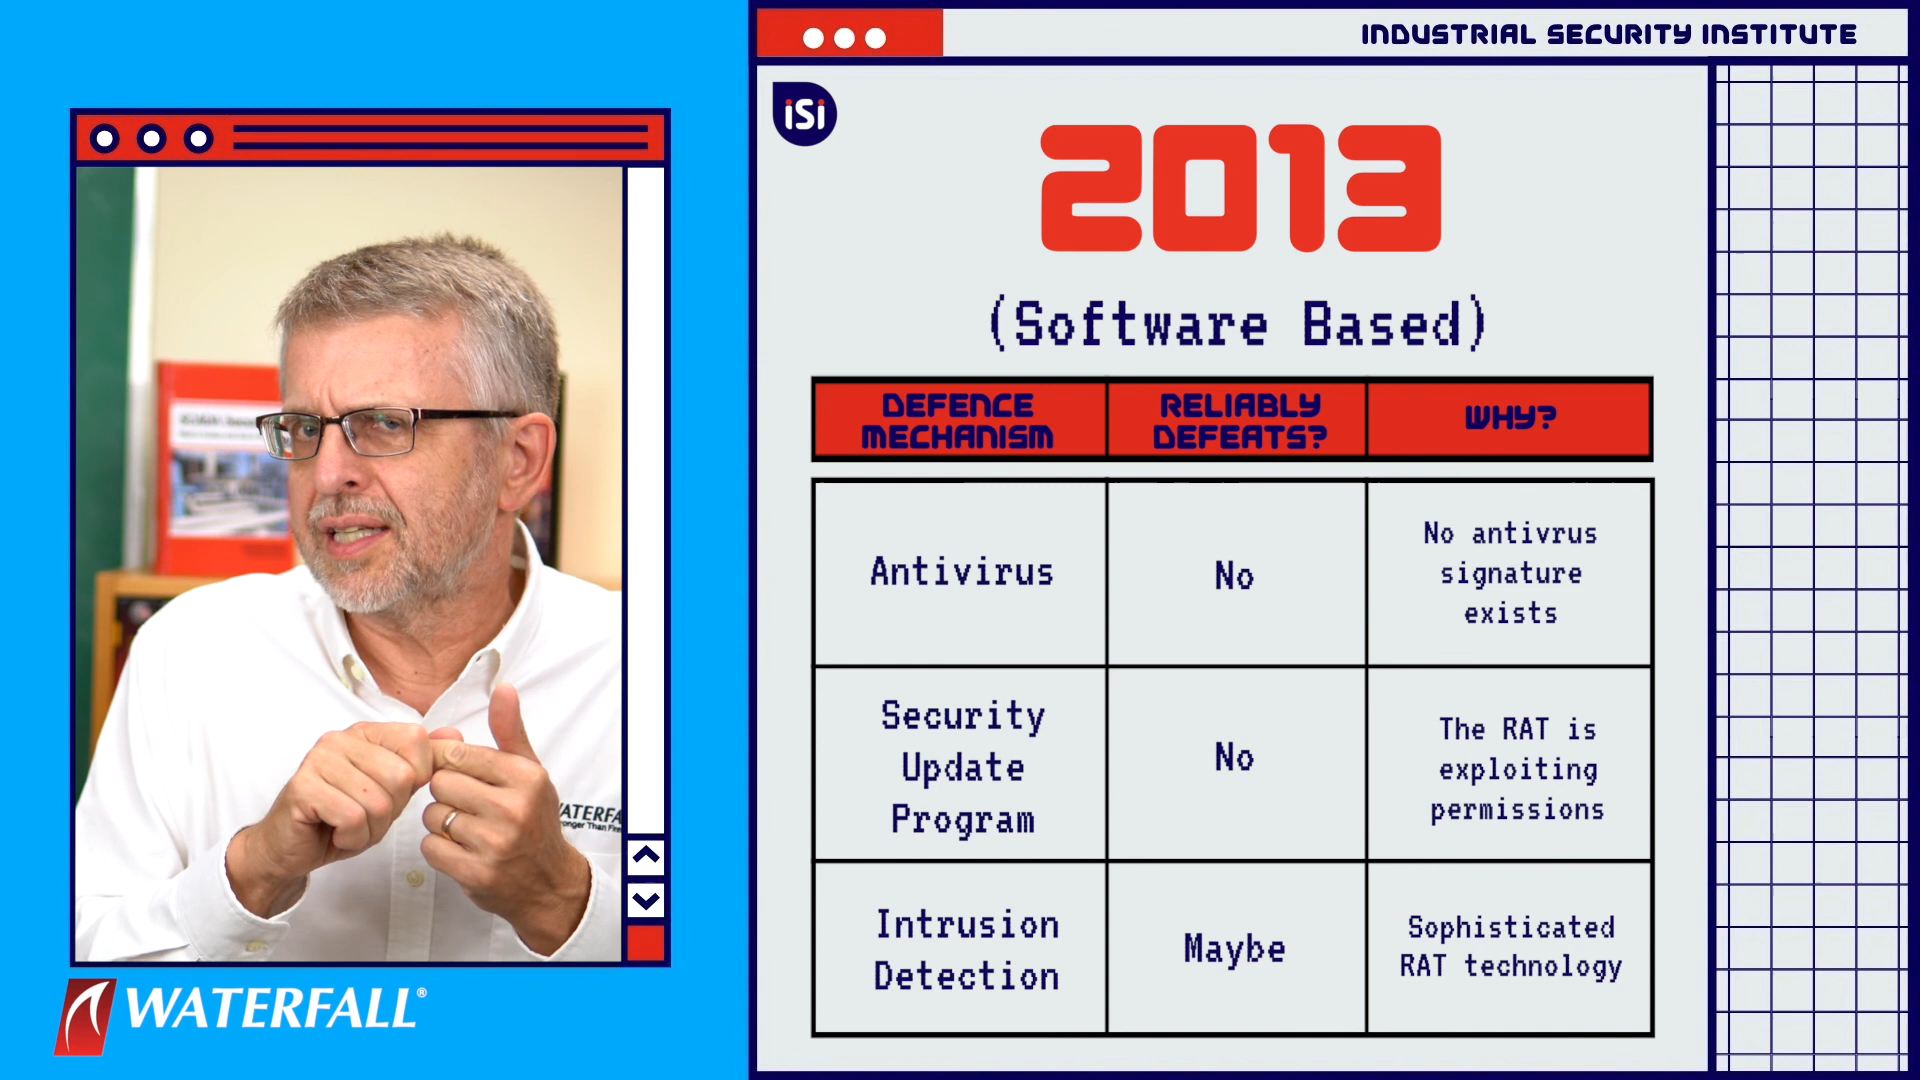 INDUSTRIAL SECURITY INSTITUTE
iSi
2013
(Software Based)
DEFENCE
MECHANISM
RELIABLY
DEFEATS?
WHY?
Antivirus
No
No antivrus
signature
exists
Security
Update
Program
No
The RAT is
exploiting
permissions
Intrusion
Detection
Maybe
Sophisticated
RAT technology
WATERFALL®